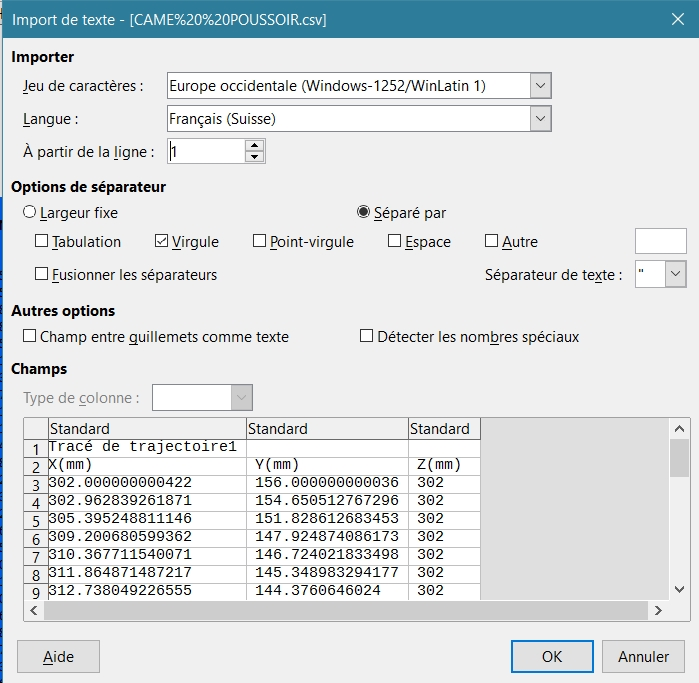 Import de texte - [CAME%20%20POUSSOIR.csv]
Importer
Jeu de caractères : Europe occidentale (Windows-1252/WinLatin 1)
Langue : Français (Suisse)
À partir de la ligne : 1
Options de séparateur
Largeur fixe Séparé par
Tabulation Virgule Point-virgule Espace Autre
Fusionner les séparateurs Séparateur de texte : "
Autres options
Champ entre guillemets comme texte Détecter les nombres spéciaux
Champs
Type de colonne :
Standard Standard Standard
1 Tracé de trajectoire1
2 X(mm) Y(mm) Z(mm)
3 302.000000000422 156.000000000036 302
4 302.962839261871 154.650512767296 302
5 305.395248811146 151.828612683453 302
6 309.200680599362 147.924874086173 302
7 310.367711540071 146.724021833498 302
8 311.864871487217 145.348983294177 302
9 312.738049226555 144.3760646024 302
Aide OK Annuler